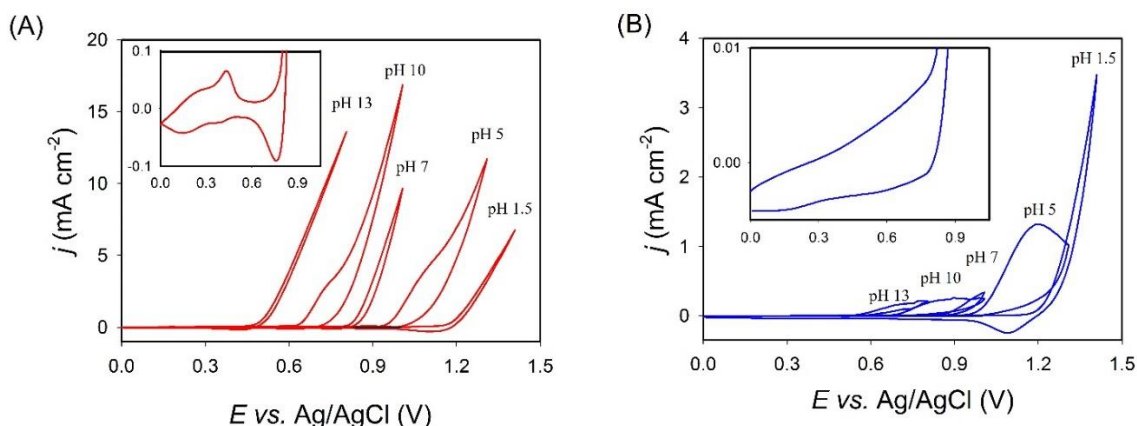 (A)
20
15
10
5
0
j (mA cm⁻²)
0.1
0.0
-0.1
0.0 0.3 0.6 0.9
pH 13
pH 10
pH 7
pH 5
pH 1.5
0.0 0.3 0.6 0.9 1.2 1.5
E vs. Ag/AgCl (V)
(B)
4
3
2
1
0
j (mA cm⁻²)
0.01
0.00
0.0 0.3 0.6 0.9
pH 1.5
pH 5
pH 7
pH 10
pH 13
0.0 0.3 0.6 0.9 1.2 1.5
E vs. Ag/AgCl (V)